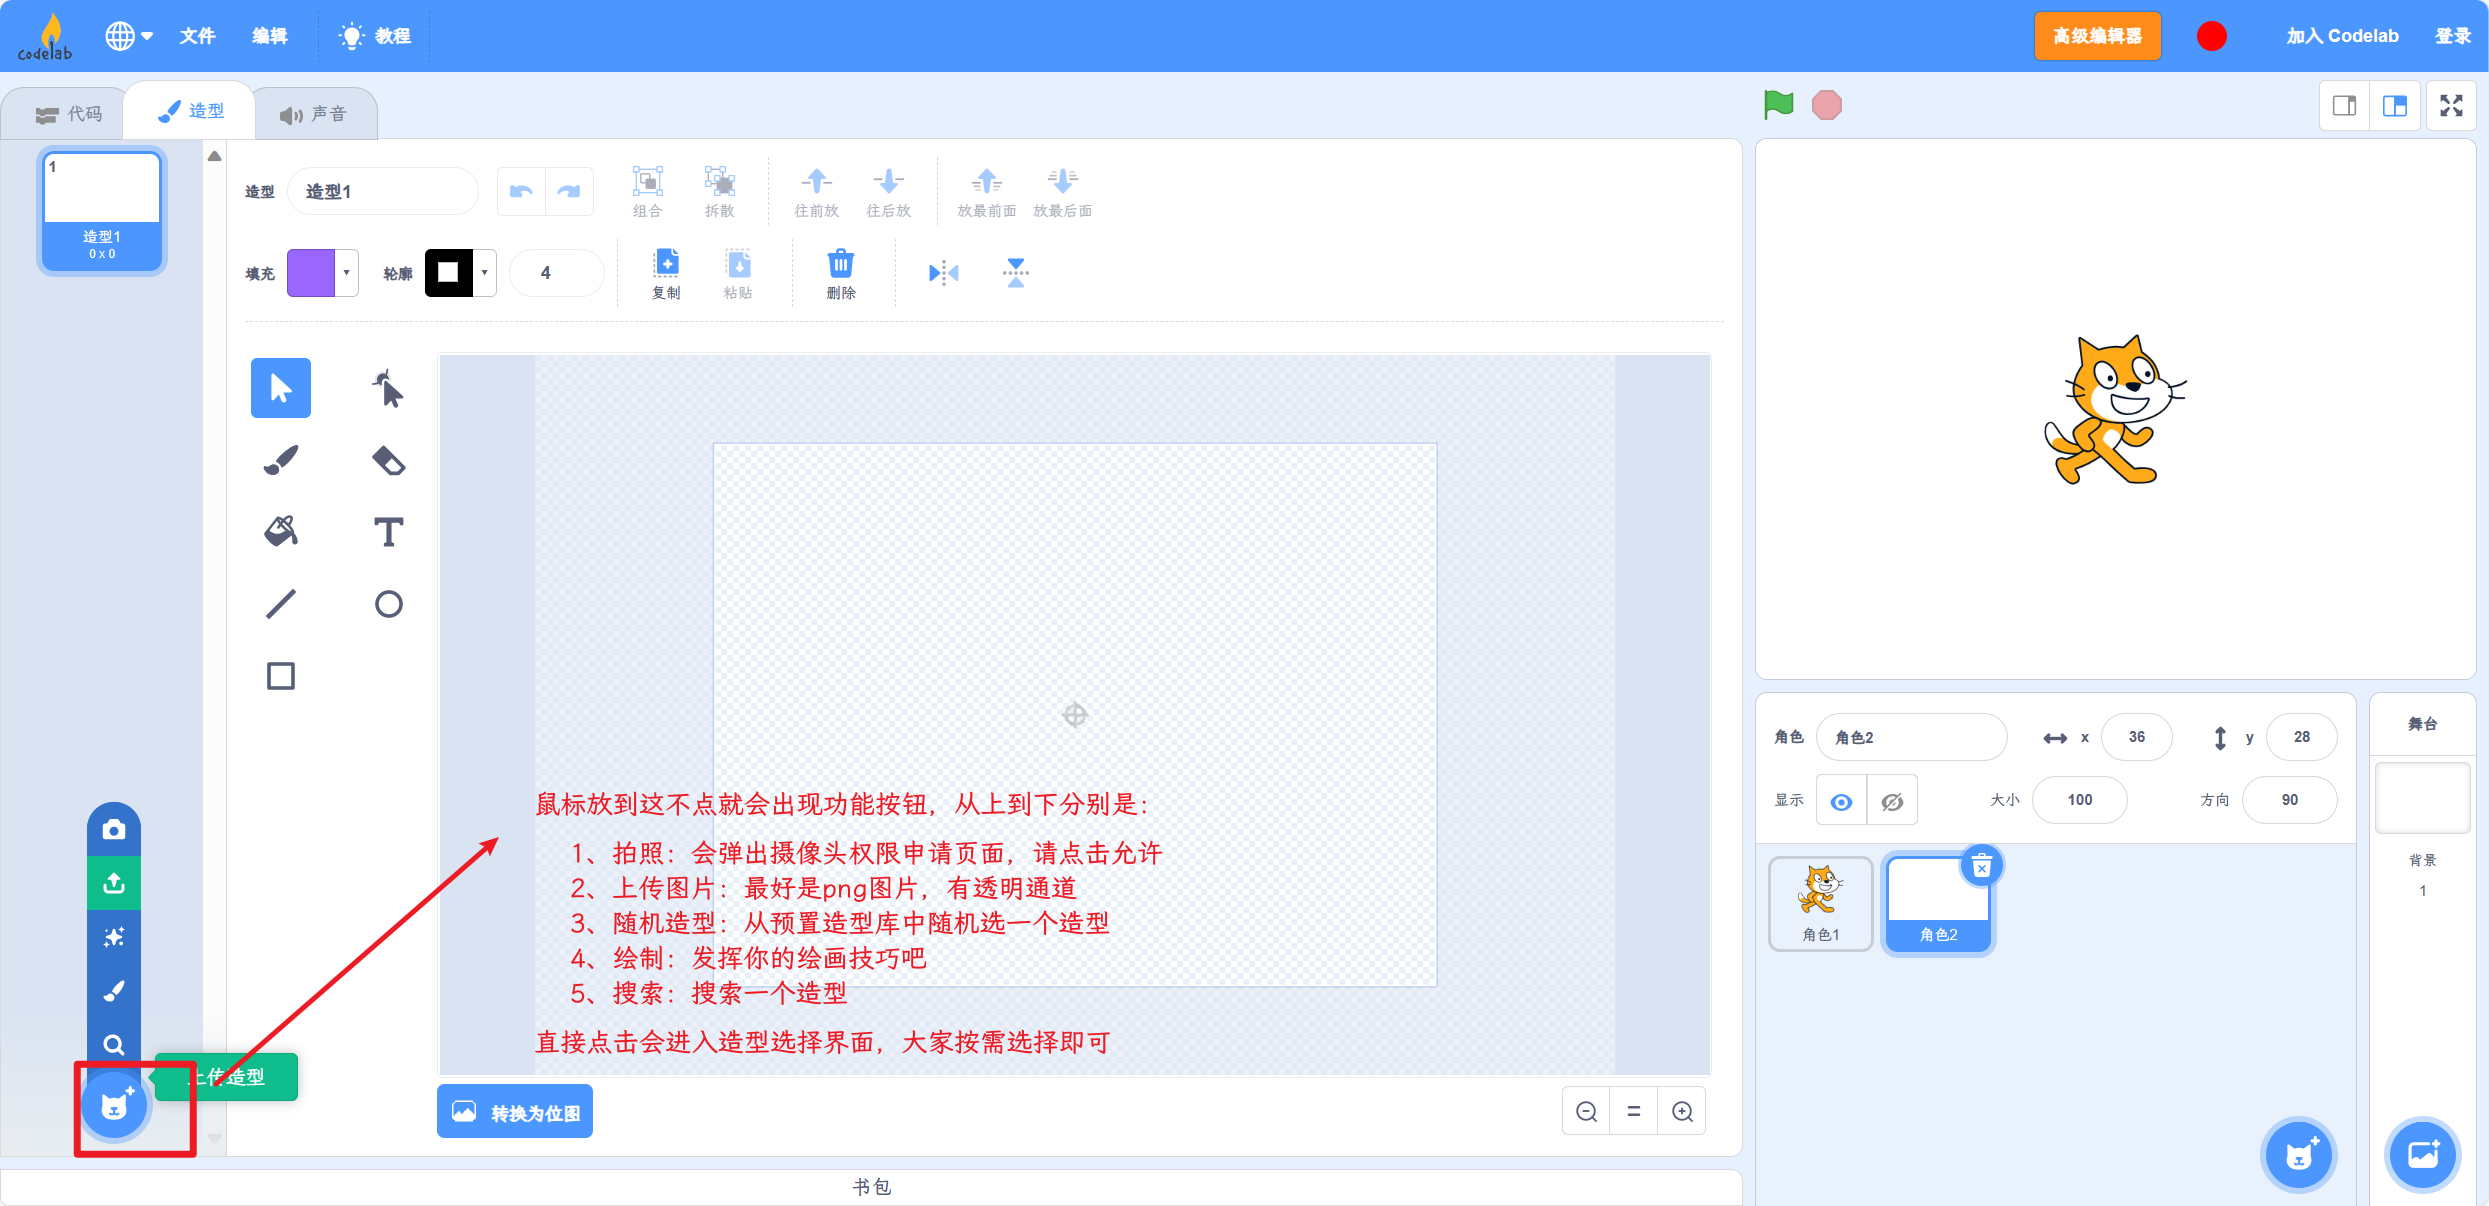 codelab 文件 编辑 教程 高级编辑器 加入 Codelab 登录
代码 造型 声音
1
造型1
0 x 0
造型 造型1 组合 拆散 往前放 往后放 放最前面 放最后面
填充 轮廓 4 复制 粘贴 删除
鼠标放到这不点就会出现功能按钮，从上到下分别是：
1、拍照：会弹出摄像头权限申请页面，请点击允许
2、上传图片：最好是png图片，有透明通道
3、随机造型：从预置造型库中随机选一个造型
4、绘制：发挥你的绘画技巧吧
5、搜索：搜索一个造型
直接点击会进入造型选择界面，大家按需选择即可
上传造型
转换为位图
书包
角色 角色2 x 36 y 28
显示 大小 100 方向 90
角色1 角色2
舞台
背景
1